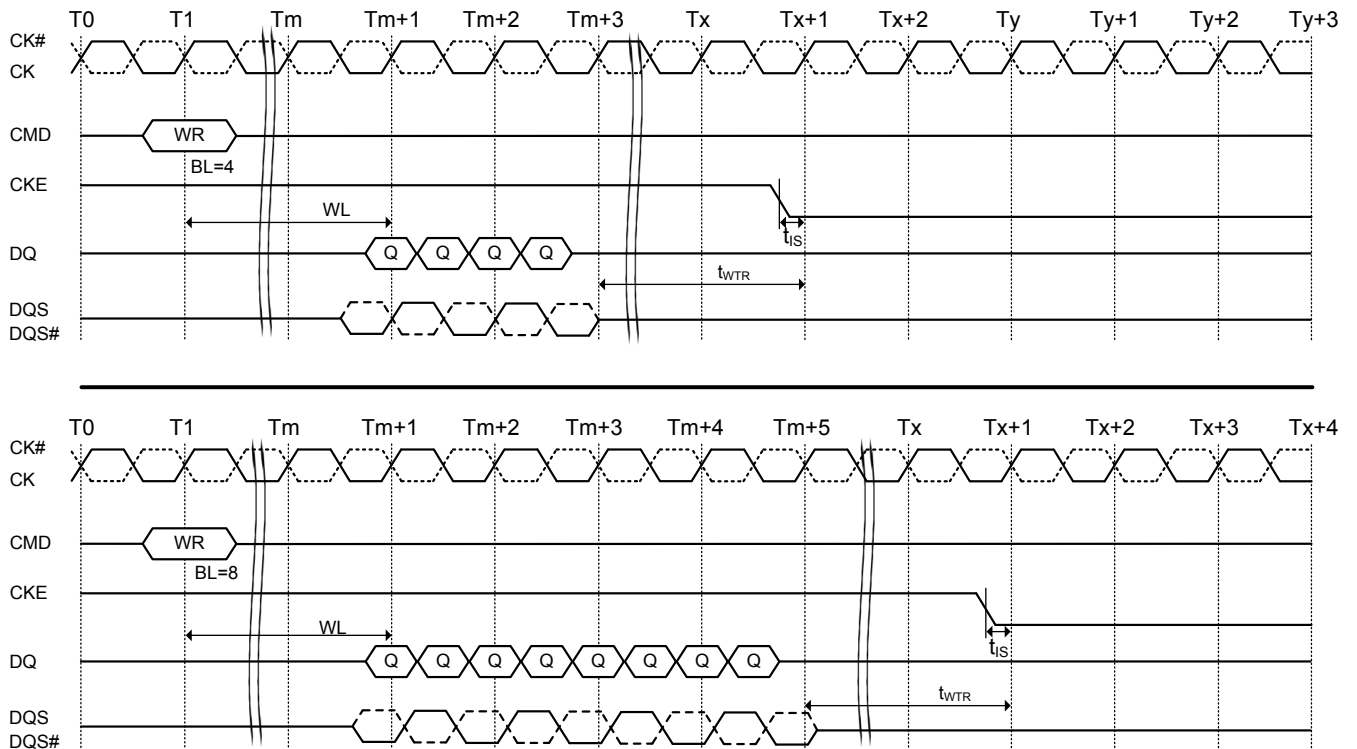 T0 T1 Tm Tm+1 Tm+2 Tm+3 Tx Tx+1 Tx+2 Ty Ty+1 Ty+2 Ty+3
CK#
CK
CMD WR
BL=4
CKE
WL
tIS
DQ Q Q Q Q
tWTR
DQS
DQS#
T0 T1 Tm Tm+1 Tm+2 Tm+3 Tm+4 Tm+5 Tx Tx+1 Tx+2 Tx+3 Tx+4
CK#
CK
CMD WR
BL=8
CKE
WL
tIS
DQ Q Q Q Q Q Q Q Q
tWTR
DQS
DQS#